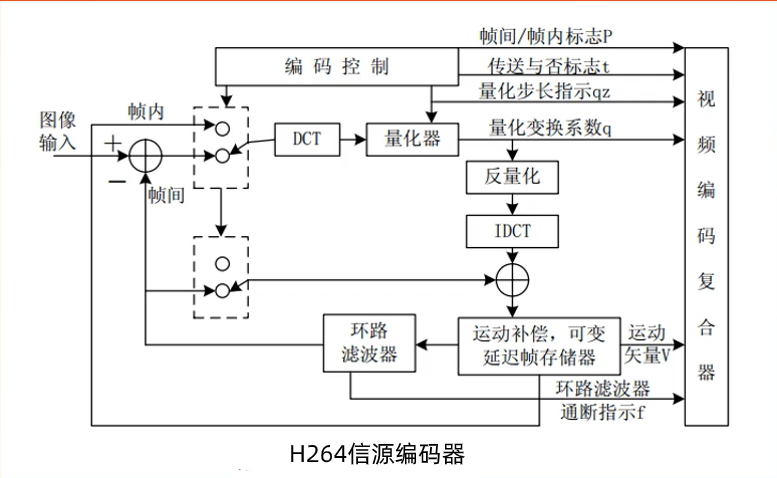 帧间/帧内标志P
编码控制
传送与否标志t
量化步长指示qz
帧内
图像
输入
+
DCT
量化器
量化变换系数q
−
帧间
反量化
IDCT
环路
滤波器
运动补偿，可变
延迟帧存储器
运动
矢量V
环路滤波器
通断指示f
视
频
编
码
复
合
器
H264信源编码器